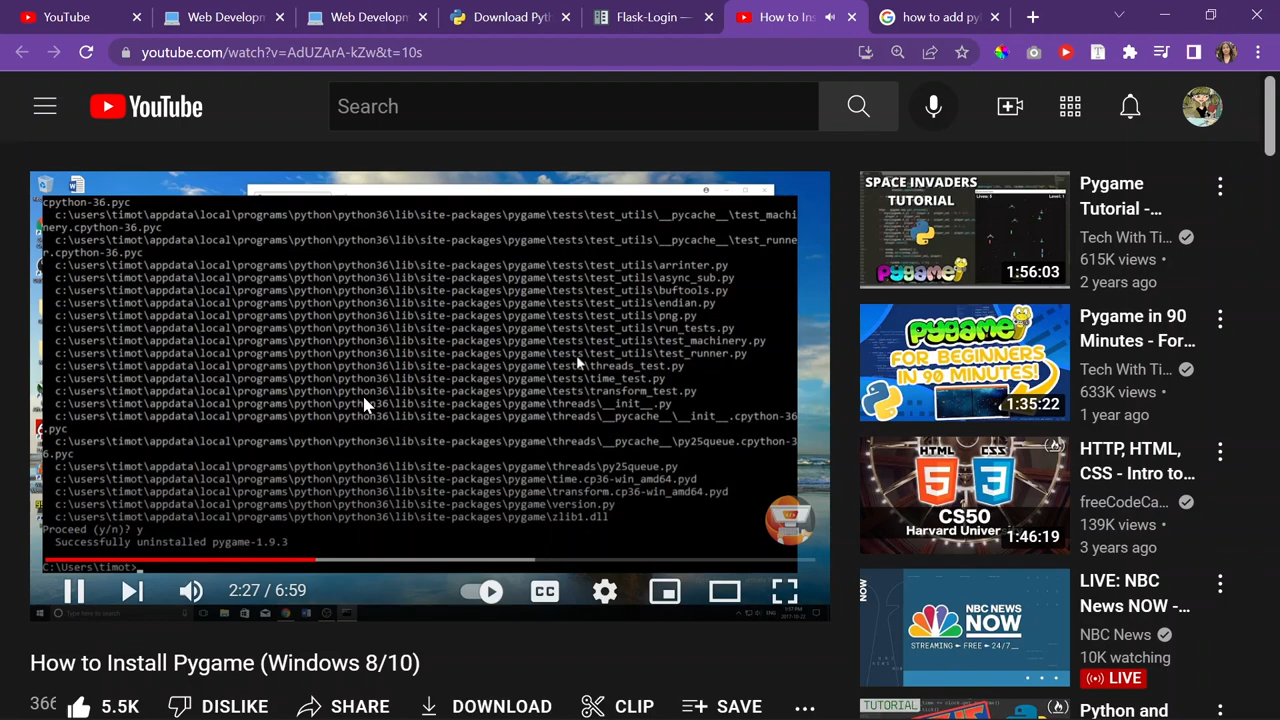 YouTube
Web Developn
Web Developn
Download Pyt
Flask-Login —
How to Ins
how to add py
youtube.com/watch?v=AdUZArA-kZw&t=10s
YouTube
Search
cpython-36.pyc
c:\users\timot\appdata\local\programs\python\python36\lib\site-packages\pygame\tests\test_utils\__pycache__\test_machi
nery.cpython-36.pyc
c:\users\timot\appdata\local\programs\python\python36\lib\site-packages\pygame\tests\test_utils\__pycache__\test_runne
r.cpython-36.pyc
c:\users\timot\appdata\local\programs\python\python36\lib\site-packages\pygame\tests\test_utils\arrinter.py
c:\users\timot\appdata\local\programs\python\python36\lib\site-packages\pygame\tests\test_utils\async_sub.py
c:\users\timot\appdata\local\programs\python\python36\lib\site-packages\pygame\tests\test_utils\buftools.py
c:\users\timot\appdata\local\programs\python\python36\lib\site-packages\pygame\tests\test_utils\endian.py
c:\users\timot\appdata\local\programs\python\python36\lib\site-packages\pygame\tests\test_utils\png.py
c:\users\timot\appdata\local\programs\python\python36\lib\site-packages\pygame\tests\test_utils\run_tests.py
c:\users\timot\appdata\local\programs\python\python36\lib\site-packages\pygame\tests\test_utils\test_machinery.py
c:\users\timot\appdata\local\programs\python\python36\lib\site-packages\pygame\tests\test_utils\test_runner.py
c:\users\timot\appdata\local\programs\python\python36\lib\site-packages\pygame\tests\threads_test.py
c:\users\timot\appdata\local\programs\python\python36\lib\site-packages\pygame\tests\time_test.py
c:\users\timot\appdata\local\programs\python\python36\lib\site-packages\pygame\tests\transform_test.py
c:\users\timot\appdata\local\programs\python\python36\lib\site-packages\pygame\threads\__init__.py
c:\users\timot\appdata\local\programs\python\python36\lib\site-packages\pygame\threads\__pycache__\__init__.cpython-36
.pyc
c:\users\timot\appdata\local\programs\python\python36\lib\site-packages\pygame\threads\__pycache__\py25queue.cpython-3
6.pyc
c:\users\timot\appdata\local\programs\python\python36\lib\site-packages\pygame\threads\py25queue.py
c:\users\timot\appdata\local\programs\python\python36\lib\site-packages\pygame\time.cp36-win_amd64.pyd
c:\users\timot\appdata\local\programs\python\python36\lib\site-packages\pygame\transform.cp36-win_amd64.pyd
c:\users\timot\appdata\local\programs\python\python36\lib\site-packages\pygame\version.py
c:\users\timot\appdata\local\programs\python\python36\lib\site-packages\pygame\zlib1.dll
Proceed (y/n)? y
Successfully uninstalled pygame-1.9.3
C:\Users\timot>_
2:27 / 6:59
CC
How to Install Pygame (Windows 8/10)
5.5K
DISLIKE
SHARE
DOWNLOAD
CLIP
SAVE
SPACE INVADERS
TUTORIAL
PYGAME
1:56:03
Pygame
Tutorial -...
Tech With Ti...
615K views •
2 years ago
PYGAME
FOR BEGINNERS
IN 90 MINUTES!
1:35:22
Pygame in 90
Minutes - For...
Tech With Ti...
633K views •
1 year ago
HTML
CSS
5
3
CS50
Harvard Univer
1:46:19
HTTP, HTML,
CSS - Intro to...
freeCodeCa...
139K views •
3 years ago
NOW
NBC NEWS
NOW
STREAMING • FREE • 24/7
LIVE: NBC
News NOW -...
NBC News
10K watching
LIVE
TUTORIAL
Python and